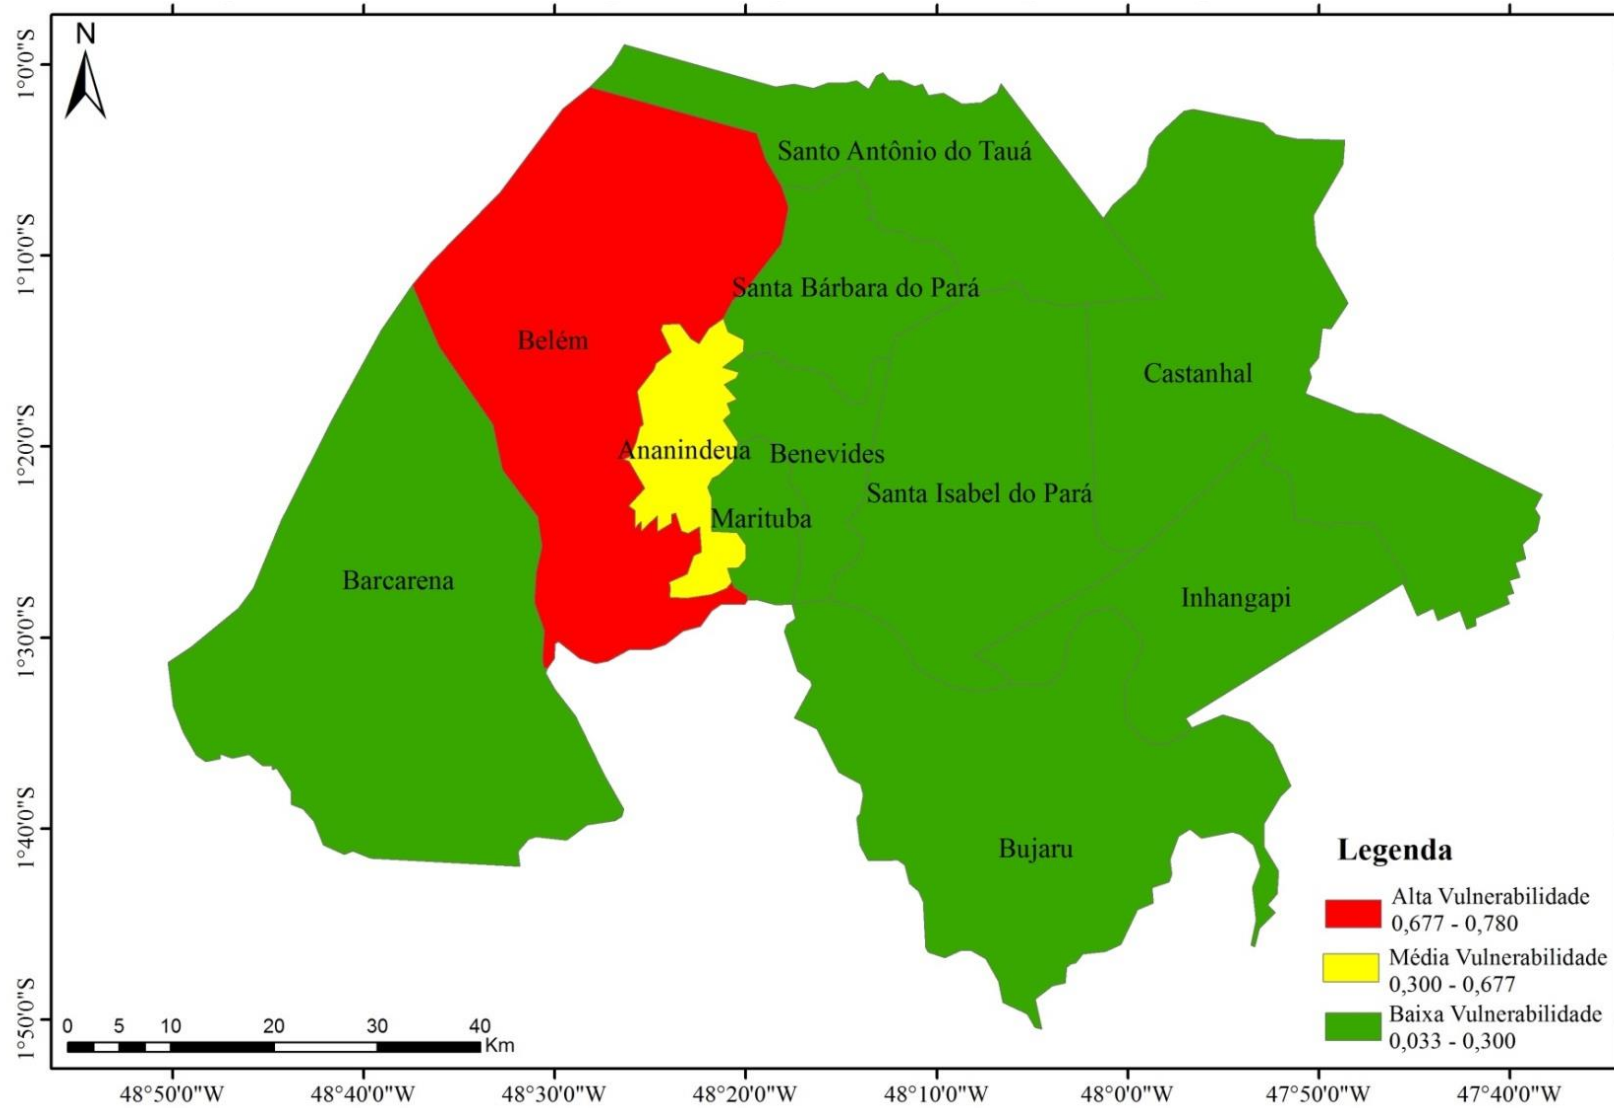 N
1°0'0"S
1°10'0"S
1°20'0"S
1°30'0"S
1°40'0"S
1°50'0"S
Santo Antônio do Tauá
Santa Bárbara do Pará
Belém
Castanhal
Ananindeua
Benevides
Santa Isabel do Pará
Marituba
Barcarena
Inhangapi
Bujaru
Legenda
Alta Vulnerabilidade
0,677 - 0,780
Média Vulnerabilidade
0,300 - 0,677
Baixa Vulnerabilidade
0,033 - 0,300
0 5 10 20 30 40
Km
48°50'0"W 48°40'0"W 48°30'0"W 48°20'0"W 48°10'0"W 48°0'0"W 47°50'0"W 47°40'0"W